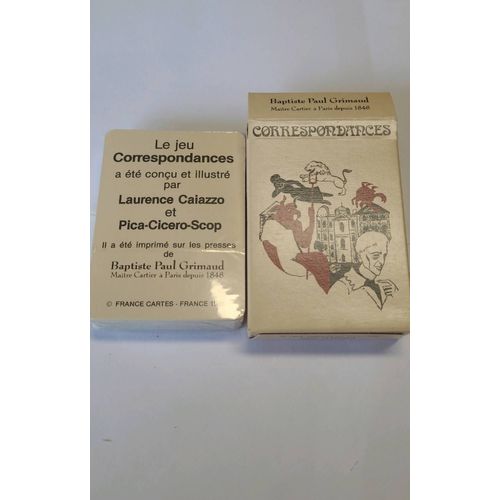 Le jeu
Correspondances
a été conçu et illustré
par
Laurence Caiazzo
et
Pica-Cicero-Scop
Il a été imprimé sur les presses
de
Baptiste Paul Grimaud
Maître Cartier à Paris depuis 1848
© FRANCE CARTES - FRANCE
Baptiste Paul Grimaud
Maître Cartier à Paris depuis 1848
CORRESPONDANCES